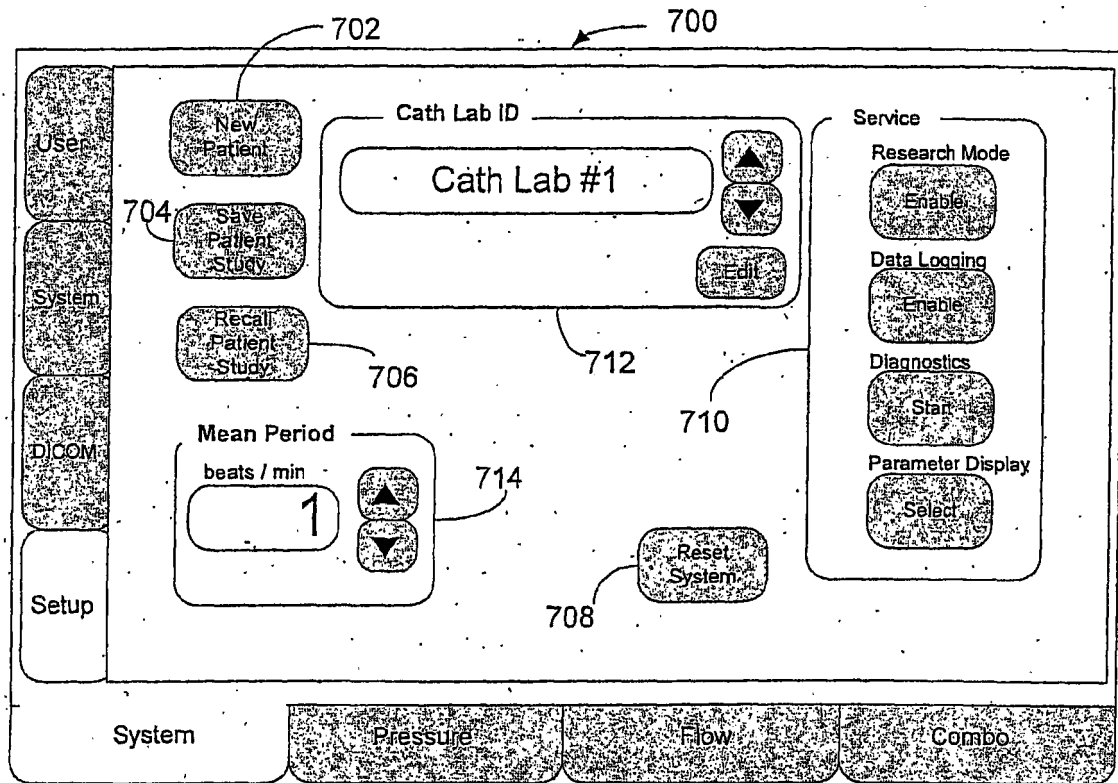 702
700
User
System
DICOM
Setup
New
Patient
704
Save
Patient
Study
Recall
Patient
Study
706
Cath Lab ID
Cath Lab #1
Edit
712
Service
Research Mode
Enable
Data Logging
Enable
Diagnostics
Start
Parameter Display
Select
710
Mean Period
beats / min
1
714
Reset
System
708
System
Pressure
Flow
Combo